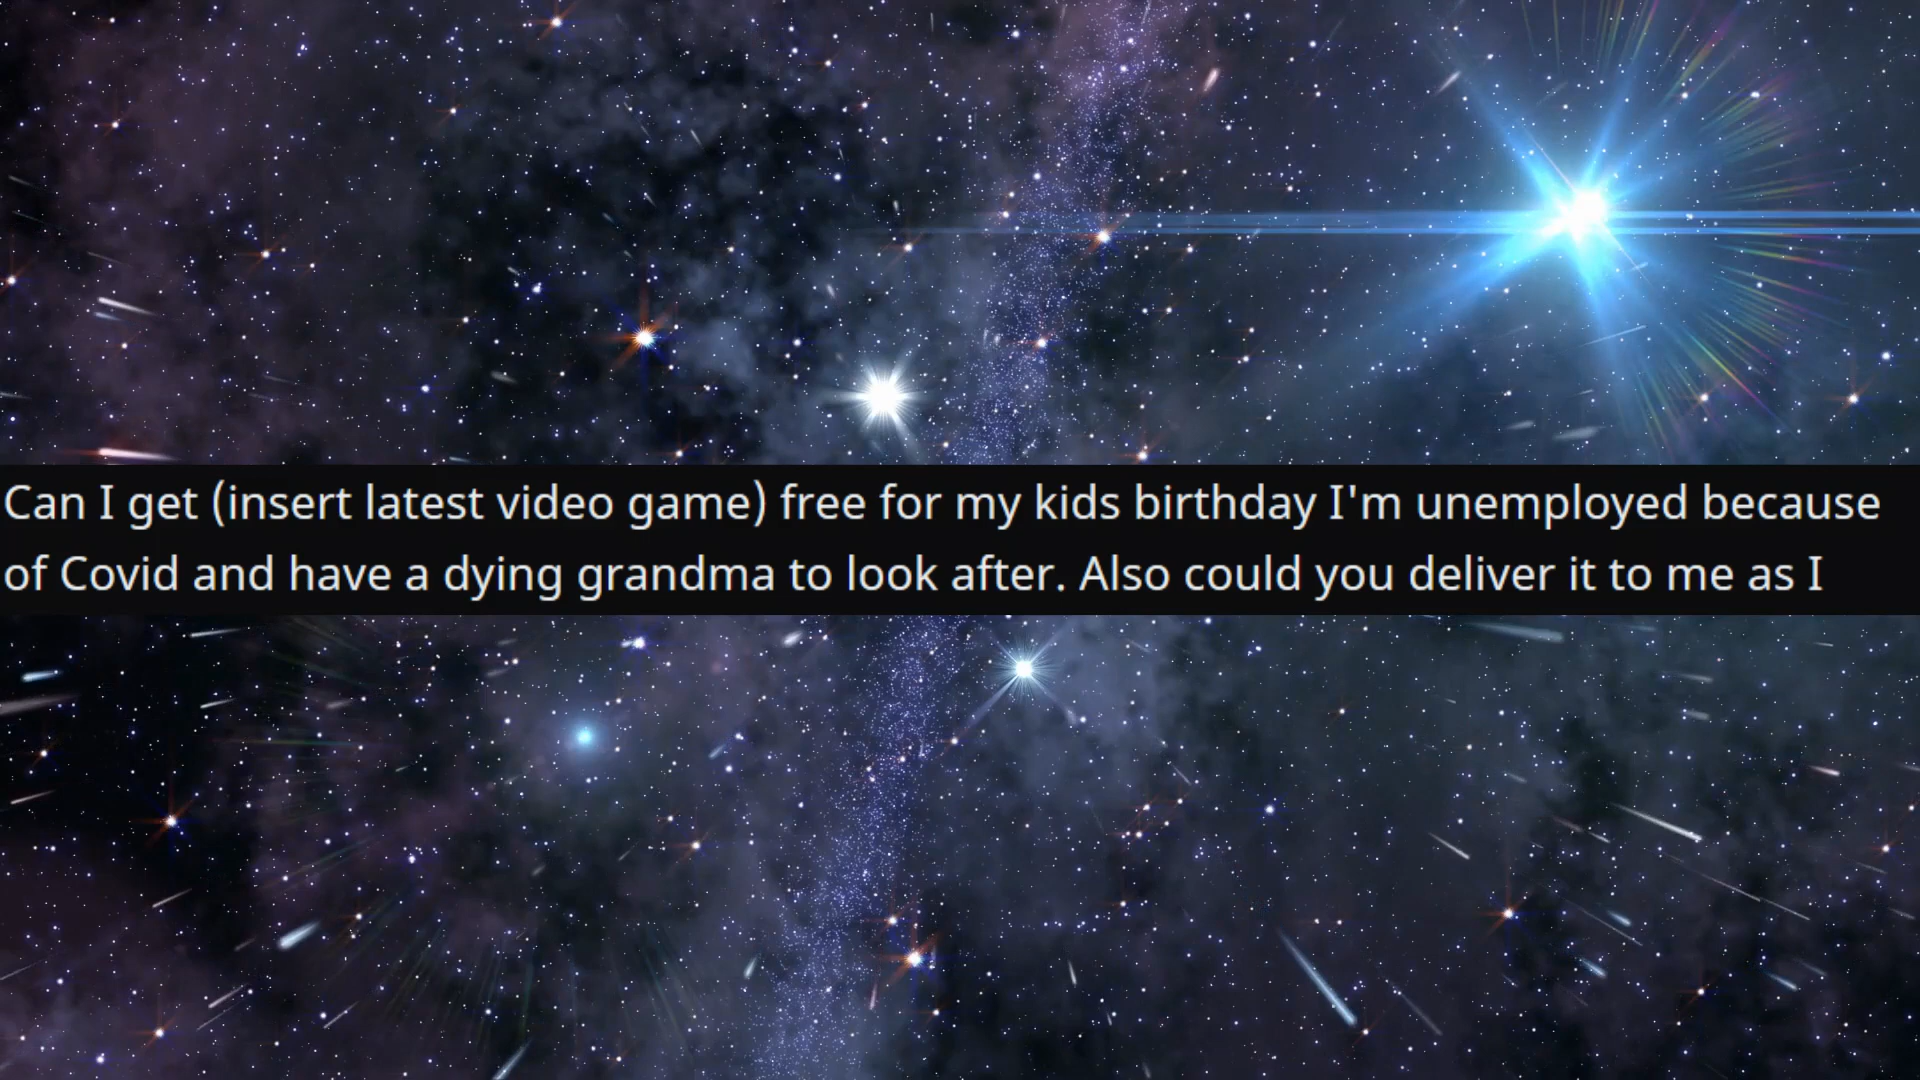 Can I get (insert latest video game) free for my kids birthday I'm unemployed because
of Covid and have a dying grandma to look after. Also could you deliver it to me as I